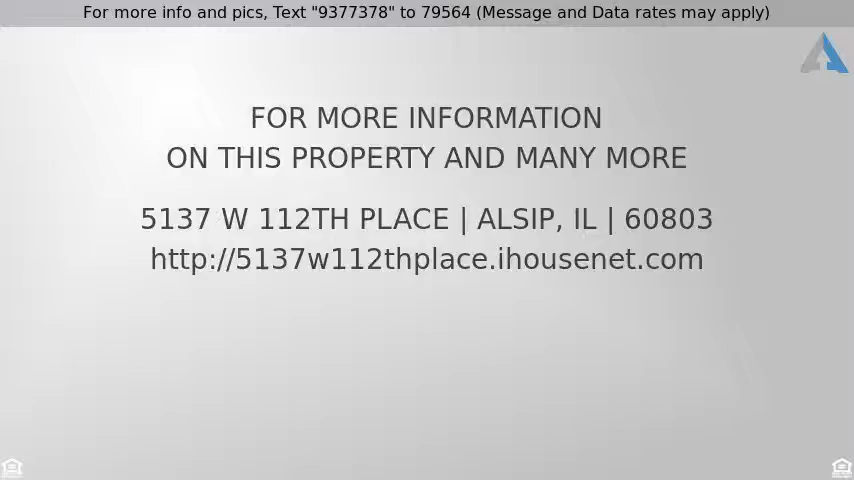 For more info and pics, Text "9377378" to 79564 (Message and Data rates may apply)
FOR MORE INFORMATION
ON THIS PROPERTY AND MANY MORE
5137 W 112TH PLACE | ALSIP, IL | 60803
http://5137w112thplace.ihousenet.com